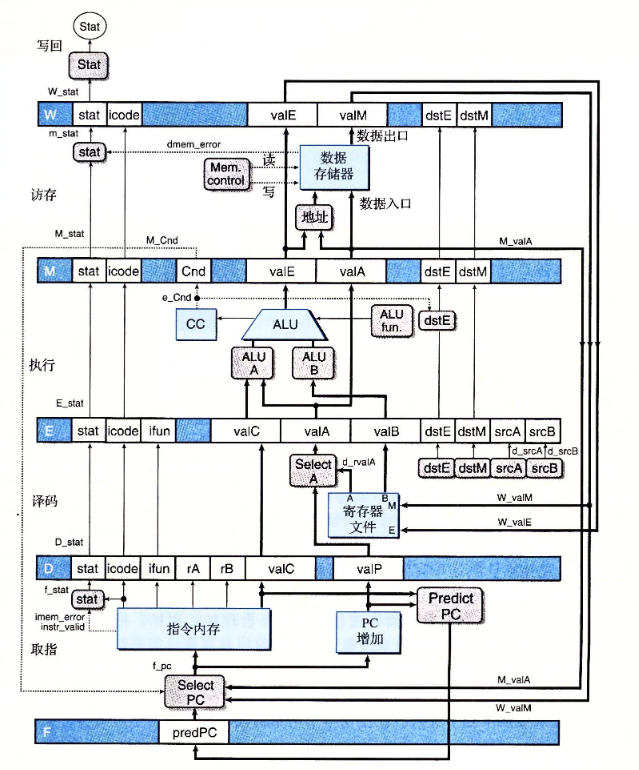 Stat
写回
Stat
W_stat
W stat icode valE valM dstE dstM
m_stat
数据出口
stat
dmem_error
读
数据
存储器
Mem.
control
写
访存
地址
数据入口
M_stat
M_Cnd
M_valA
M stat icode Cnd valE valA dstE dstM
e_Cnd
CC
ALU
ALU
fun.
dstE
执行
ALU
A
ALU
B
E_stat
E stat icode ifun valC valA valB dstE dstM srcA srcB
d_srcA d_srcB
Select
A
d_rvalA
dstE dstM srcA srcB
A B
M
寄存器
文件
E
W_valM
W_valE
译码
D_stat
D stat icode ifun rA rB valC valP
f_stat
stat
imem_error
instr_valid
指令内存
PC
增加
Predict
PC
取指
f_pc
Select
PC
M_valA
W_valM
F predPC